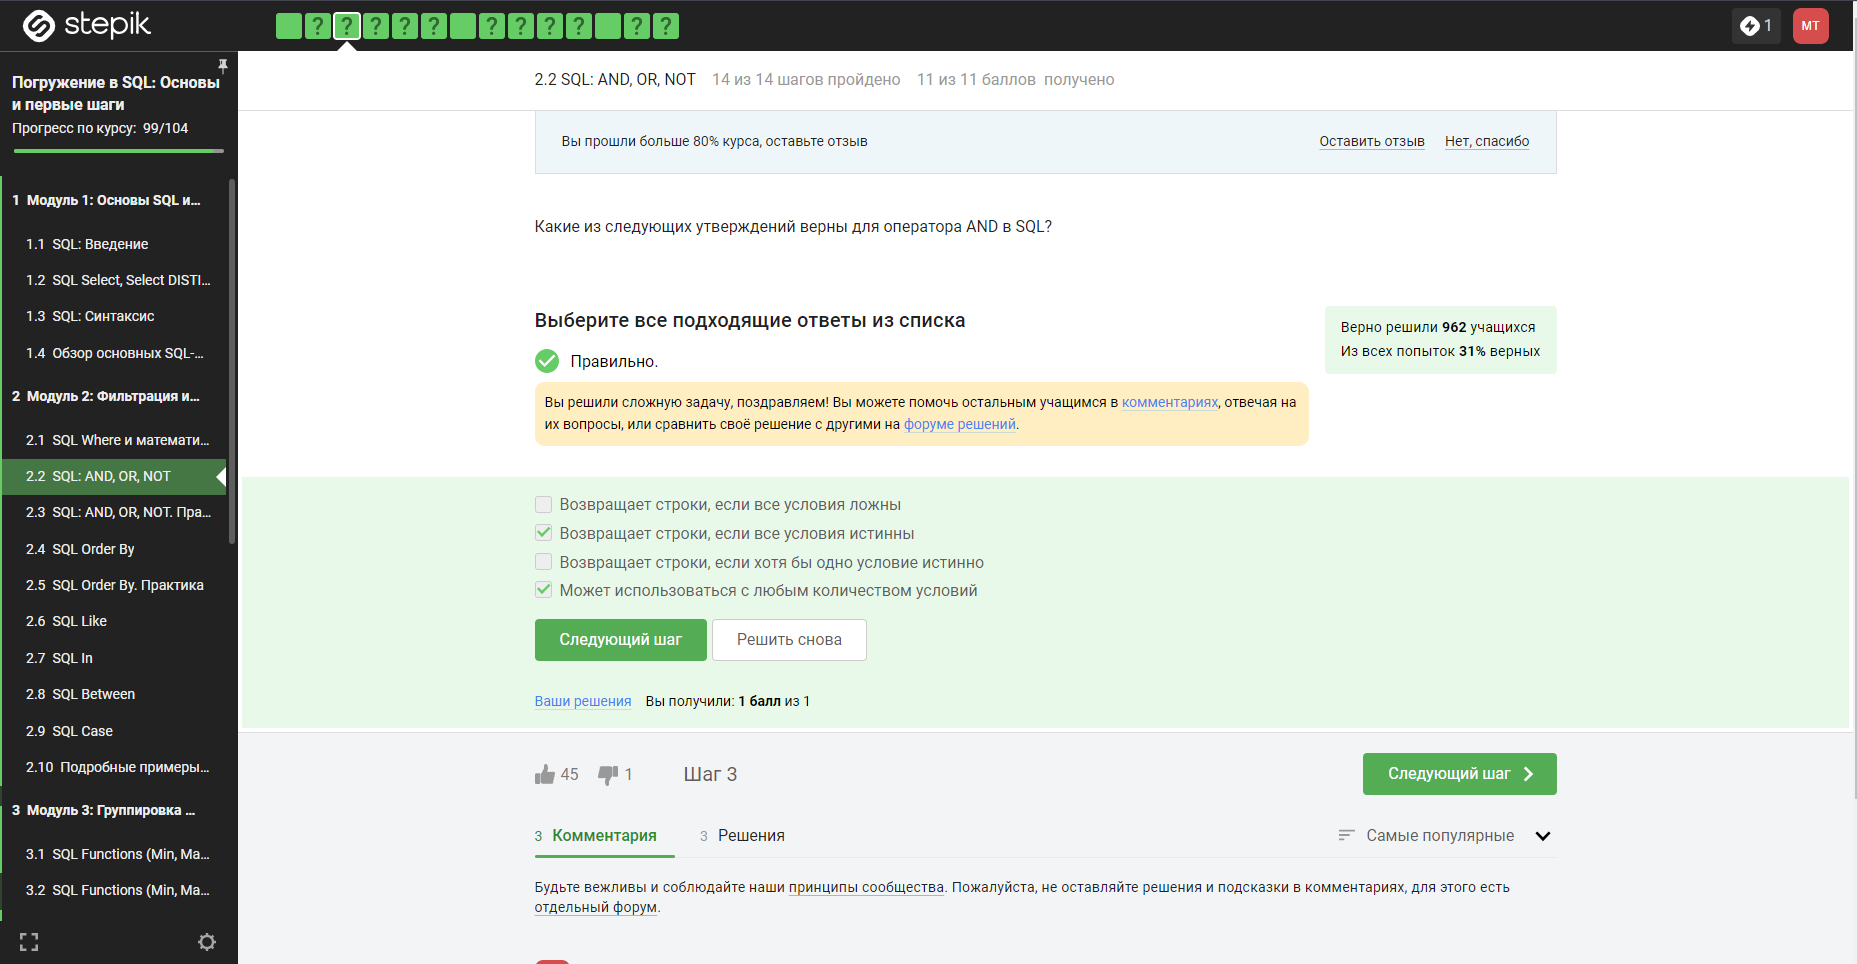 stepik
? ? ? ? ? ? ? ? ? ? ?
1
MT
Погружение в SQL: Основы
и первые шаги
Прогресс по курсу: 99/104
1 Модуль 1: Основы SQL и...
1.1 SQL: Введение
1.2 SQL Select, Select DISTI...
1.3 SQL: Синтаксис
1.4 Обзор основных SQL-...
2 Модуль 2: Фильтрация и...
2.1 SQL Where и математи...
2.2 SQL: AND, OR, NOT
2.3 SQL: AND, OR, NOT. Пра...
2.4 SQL Order By
2.5 SQL Order By. Практика
2.6 SQL Like
2.7 SQL In
2.8 SQL Between
2.9 SQL Case
2.10 Подробные примеры...
3 Модуль 3: Группировка ...
3.1 SQL Functions (Min, Ma...
3.2 SQL Functions (Min, Ma...
2.2 SQL: AND, OR, NOT 14 из 14 шагов пройдено 11 из 11 баллов получено
Вы прошли больше 80% курса, оставьте отзыв Оставить отзыв Нет, спасибо
Какие из следующих утверждений верны для оператора AND в SQL?
Выберите все подходящие ответы из списка
Верно решили 962 учащихся
Из всех попыток 31% верных
Правильно.
Вы решили сложную задачу, поздравляем! Вы можете помочь остальным учащимся в комментариях, отвечая на
их вопросы, или сравнить своё решение с другими на форуме решений.
Возвращает строки, если все условия ложны
Возвращает строки, если все условия истинны
Возвращает строки, если хотя бы одно условие истинно
Может использоваться с любым количеством условий
Следующий шаг Решить снова
Ваши решения Вы получили: 1 балл из 1
45 1 Шаг 3 Следующий шаг
3 Комментария 3 Решения Самые популярные
Будьте вежливы и соблюдайте наши принципы сообщества. Пожалуйста, не оставляйте решения и подсказки в комментариях, для этого есть
отдельный форум.